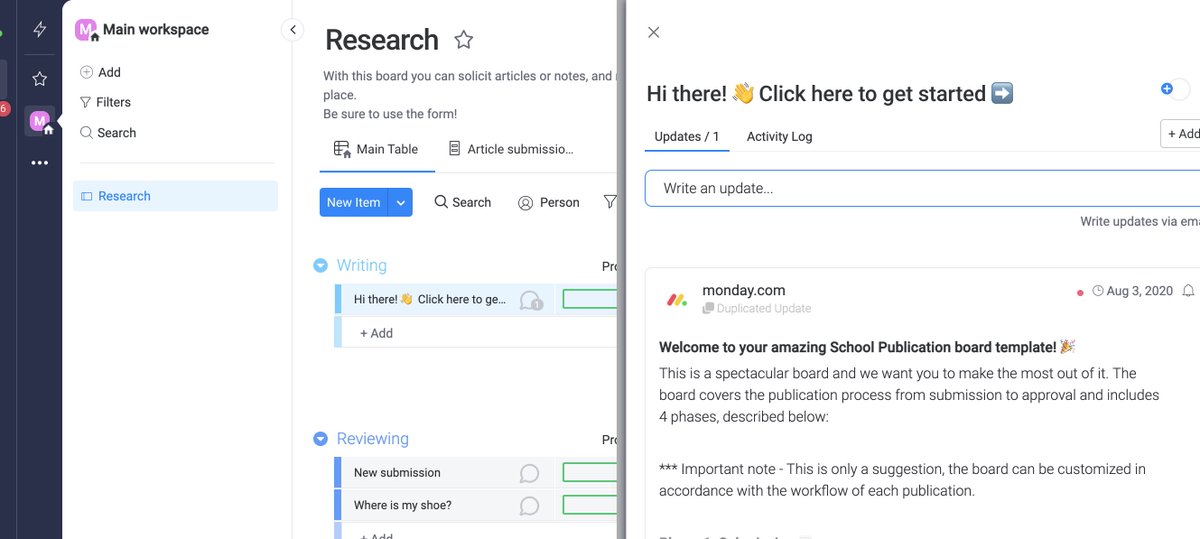 6
M
Main workspace
Add
Filters
Search
Research
Research
With this board you can solicit articles or notes, and
place.
Be sure to use the form!
Main Table
Article submissio...
New Item
Search
Person
Writing
Hi there! 👋 Click here to ge...
1
+ Add
Reviewing
New submission
Where is my shoe?
+ Add
Hi there! 👋 Click here to get started ➡️
Updates / 1
Activity Log
+ Add
Write an update...
Write updates via
monday.com
Aug 3, 2020
Duplicated Update
Welcome to your amazing School Publication board template! 🎉
This is a spectacular board and we want you to make the most out of it. The
board covers the publication process from submission to approval and includes
4 phases, described below:
*** Important note - This is only a suggestion, the board can be customized in
accordance with the workflow of each publication.